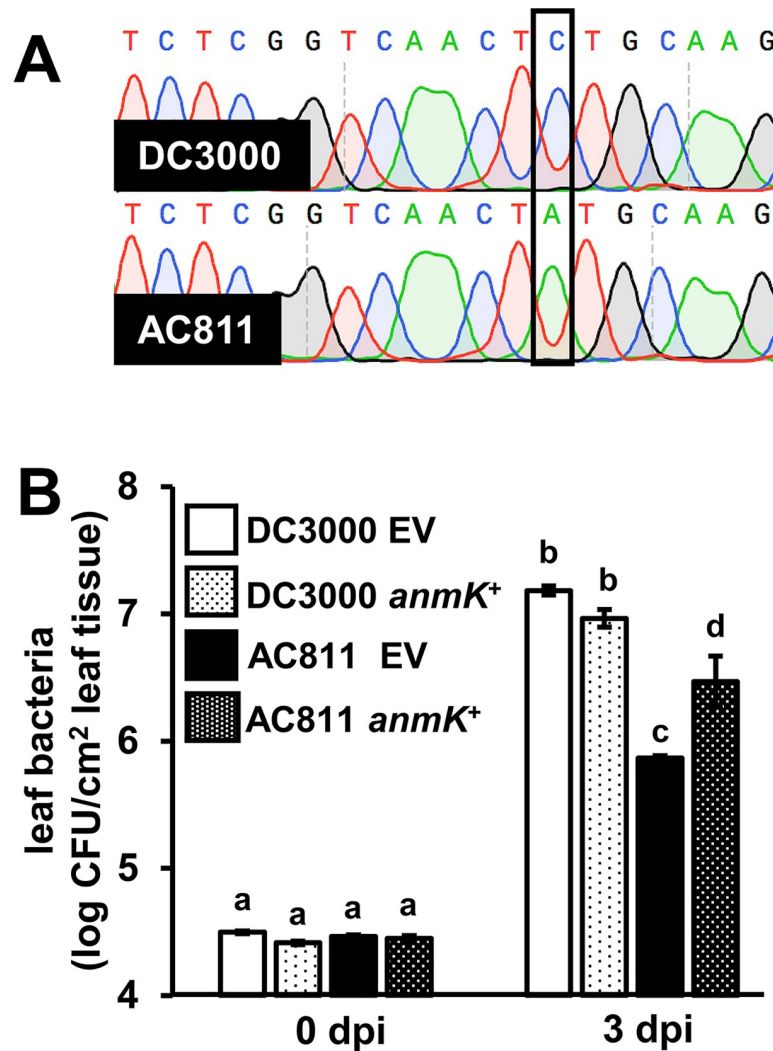 A
T C T C G G T C A A C T C T G C A A G
DC3000
T C T C G G T C A A C T A T G C A A G
AC811
B
leaf bacteria
(log CFU/cm² leaf tissue)
8
7
6
5
4
DC3000 EV
DC3000 anmK⁺
AC811 EV
AC811 anmK⁺
a a a a
b b c d
0 dpi 3 dpi